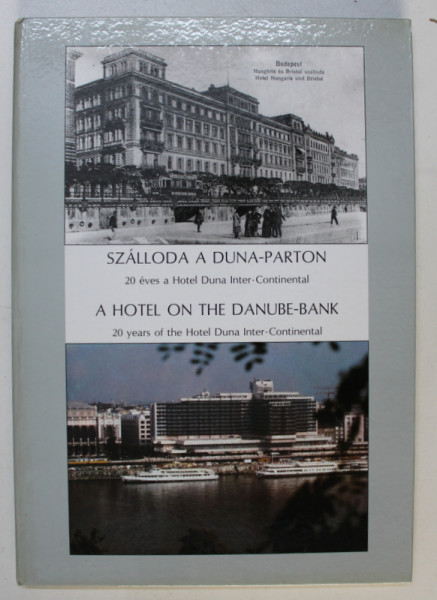 Budapest
Hungária és Bristol szálloda
Hotel Hungaria und Bristol
SZÁLLODA A DUNA-PARTON
20 éves a Hotel Duna Inter-Continental
A HOTEL ON THE DANUBE-BANK
20 years of the Hotel Duna Inter-Continental